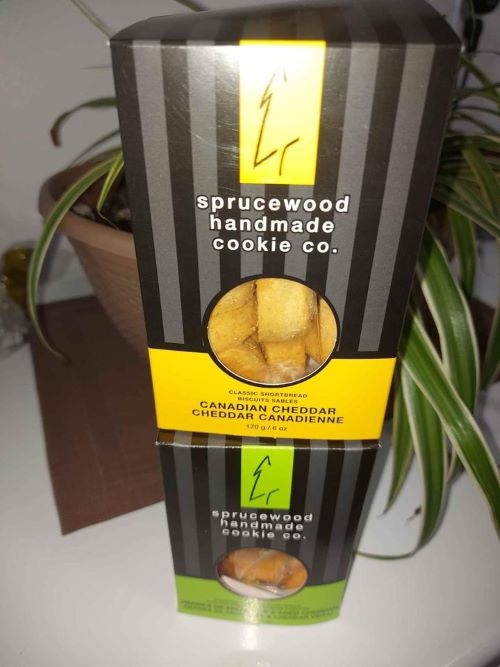 sprucewood
handmade
cookie co.
CLASSIC SHORTBREAD
BISCUITS SABLÉS
CANADIAN CHEDDAR
CHEDDAR CANADIENNE
170 g / 6 oz
sprucewood
handmade
cookie co.